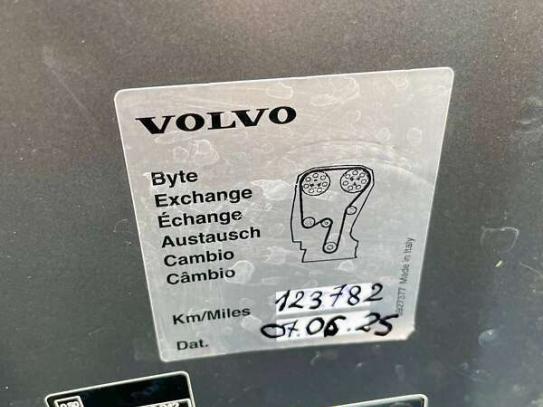 VOLVO
Byte
Exchange
Échange
Austausch
Cambio
Câmbio
Km/Miles 123782
Dat. 07.06.25
Made in Italy